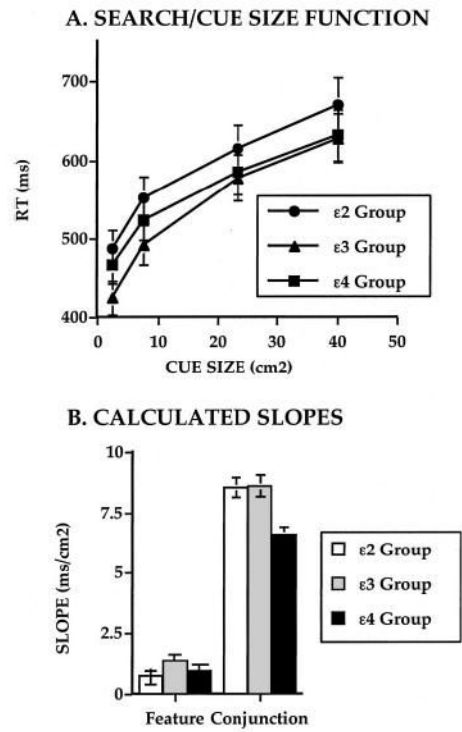 A. SEARCH/CUE SIZE FUNCTION
700
600
500
400
RT (ms)
ε2 Group
ε3 Group
ε4 Group
0 10 20 30 40 50
CUE SIZE (cm2)
B. CALCULATED SLOPES
10
7.5
5
2.5
0
SLOPE (ms/cm2)
ε2 Group
ε3 Group
ε4 Group
Feature Conjunction